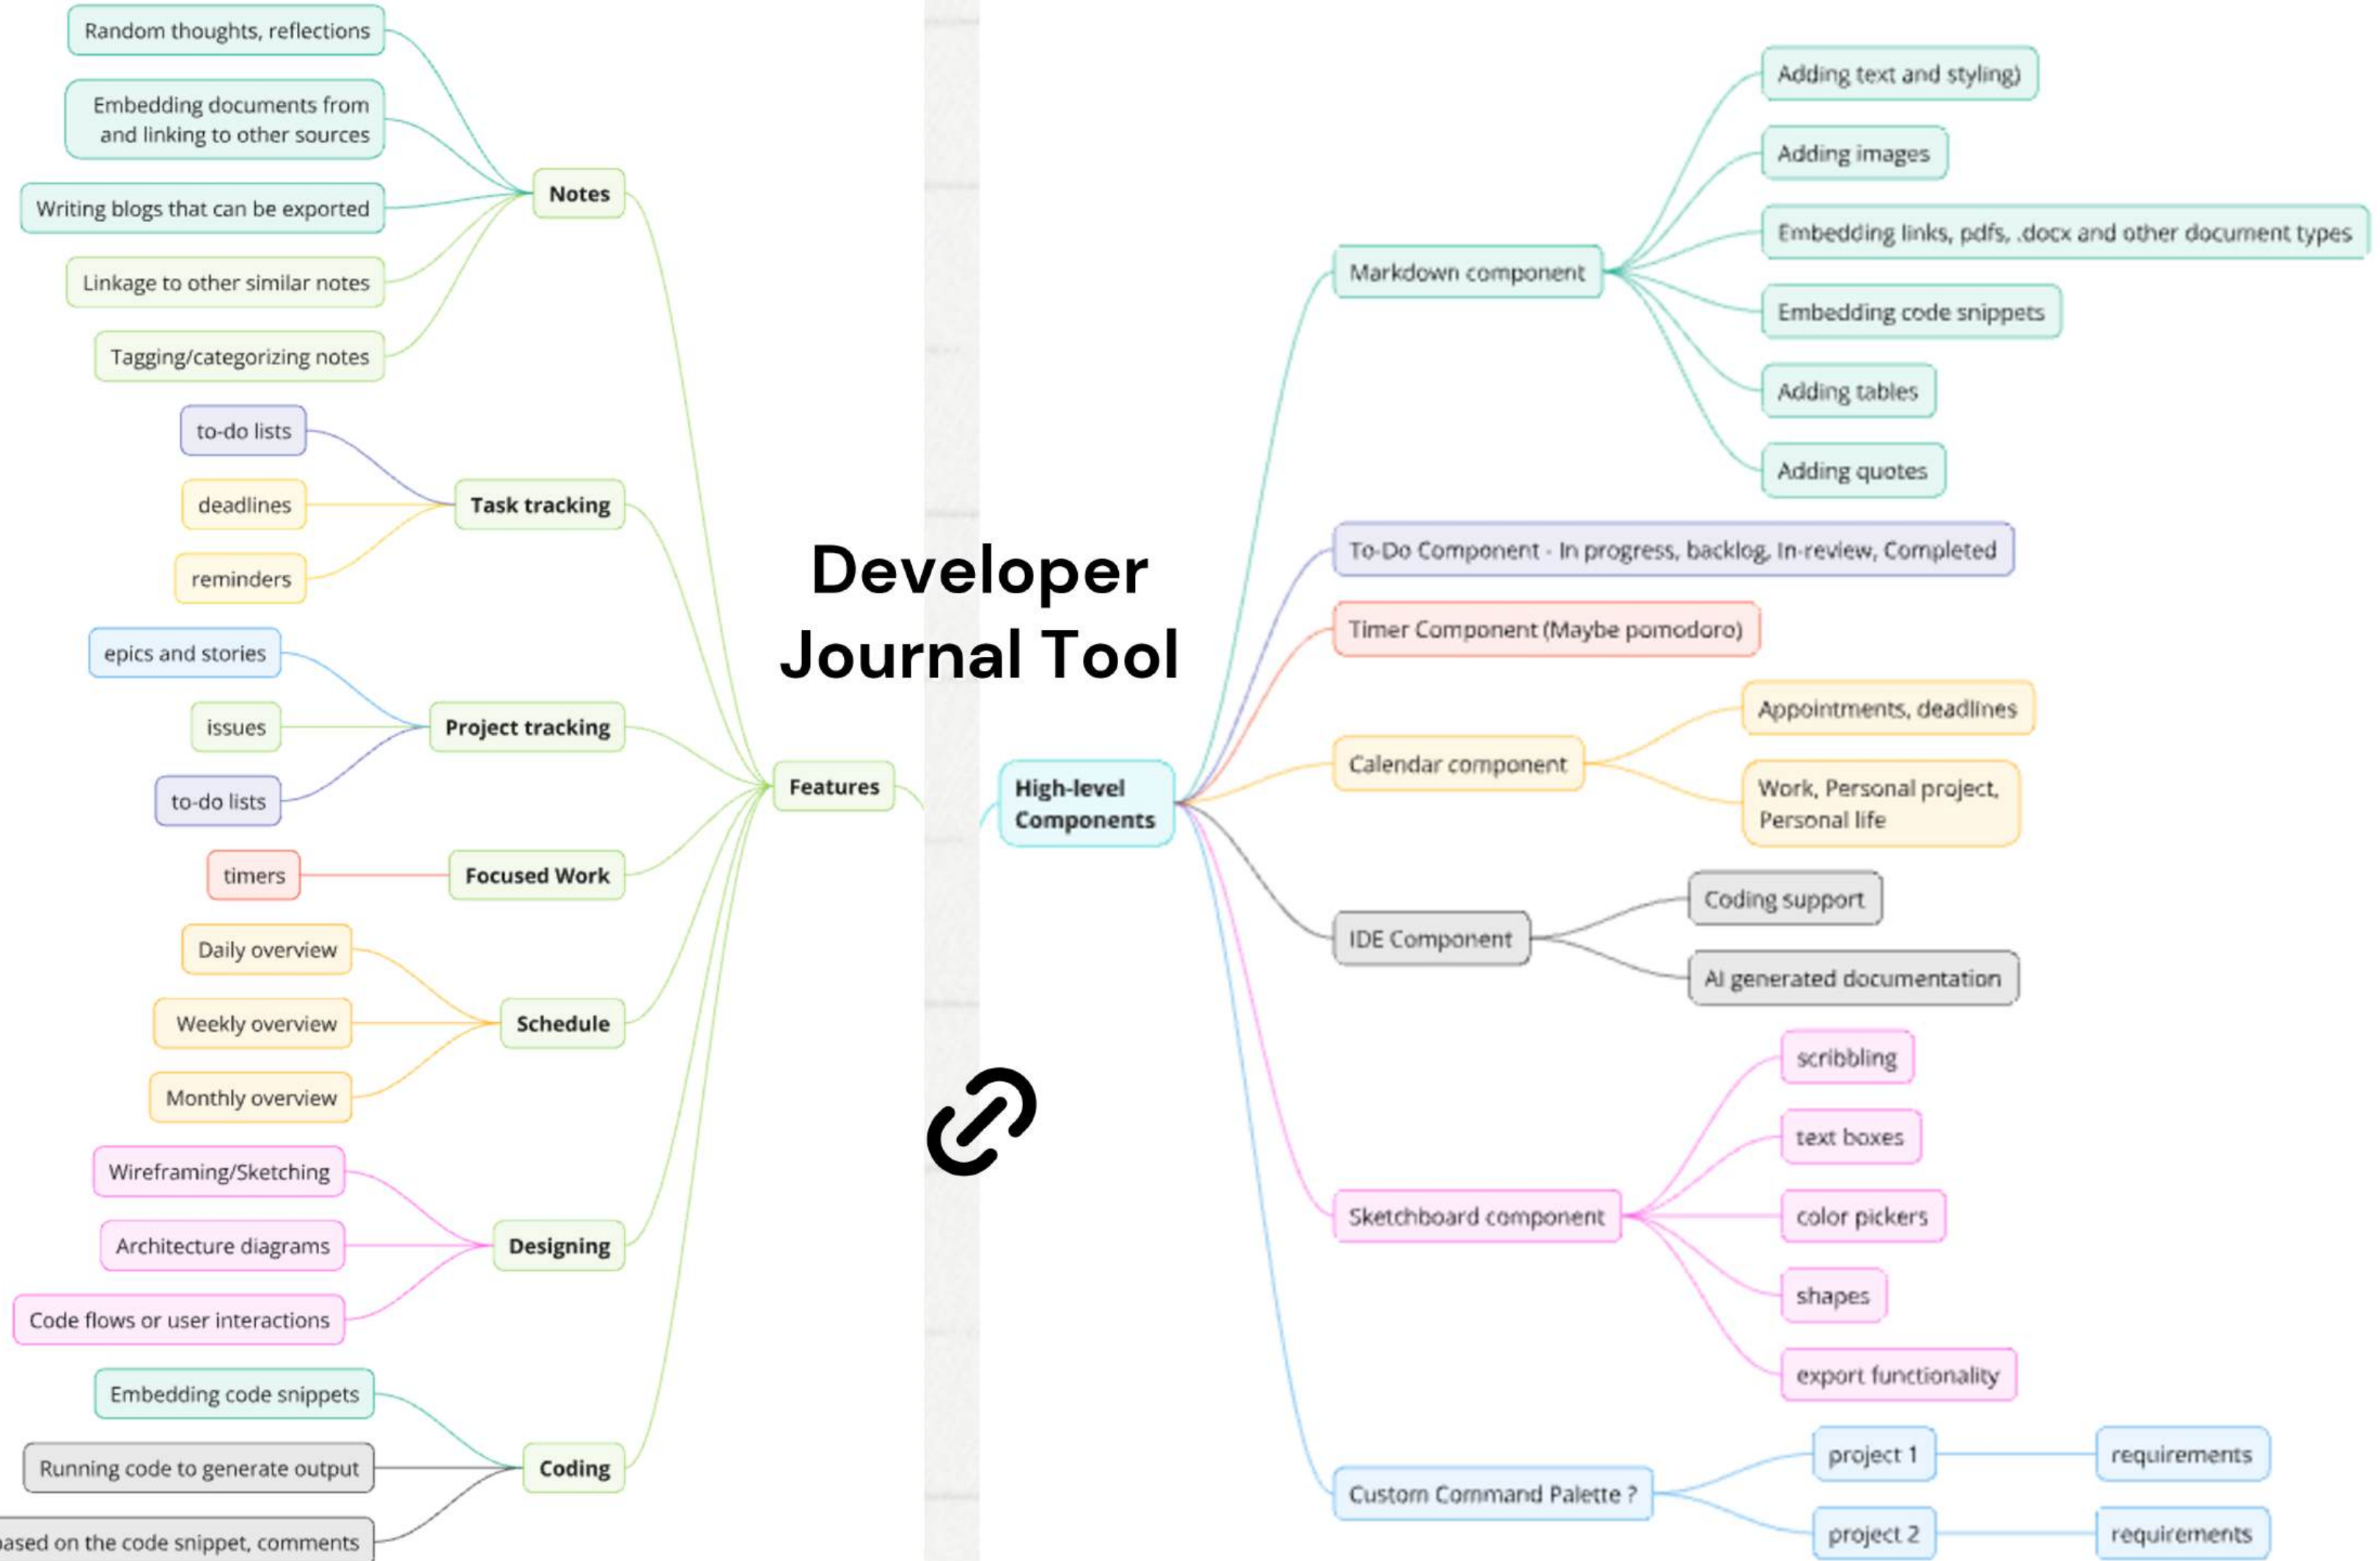 Random thoughts, reflections
Embedding documents from
and linking to other sources
Writing blogs that can be exported
Linkage to other similar notes
Tagging/categorizing notes
Notes
to-do lists
deadlines
reminders
Task tracking
epics and stories
issues
to-do lists
Project tracking
timers
Focused Work
Daily overview
Weekly overview
Monthly overview
Schedule
Wireframing/Sketching
Architecture diagrams
Code flows or user interactions
Designing
Embedding code snippets
Running code to generate output
based on the code snippet, comments
Coding
Features
Developer
Journal Tool
High-level
Components
Markdown component
Adding text and styling)
Adding images
Embedding links, pdfs, .docx and other document types
Embedding code snippets
Adding tables
Adding quotes
To-Do Component - In progress, backlog, In-review, Completed
Timer Component (Maybe pomodoro)
Calendar component
Appointments, deadlines
Work, Personal project,
Personal life
IDE Component
Coding support
AI generated documentation
Sketchboard component
scribbling
text boxes
color pickers
shapes
export functionality
Custom Command Palette ?
project 1
requirements
project 2
requirements